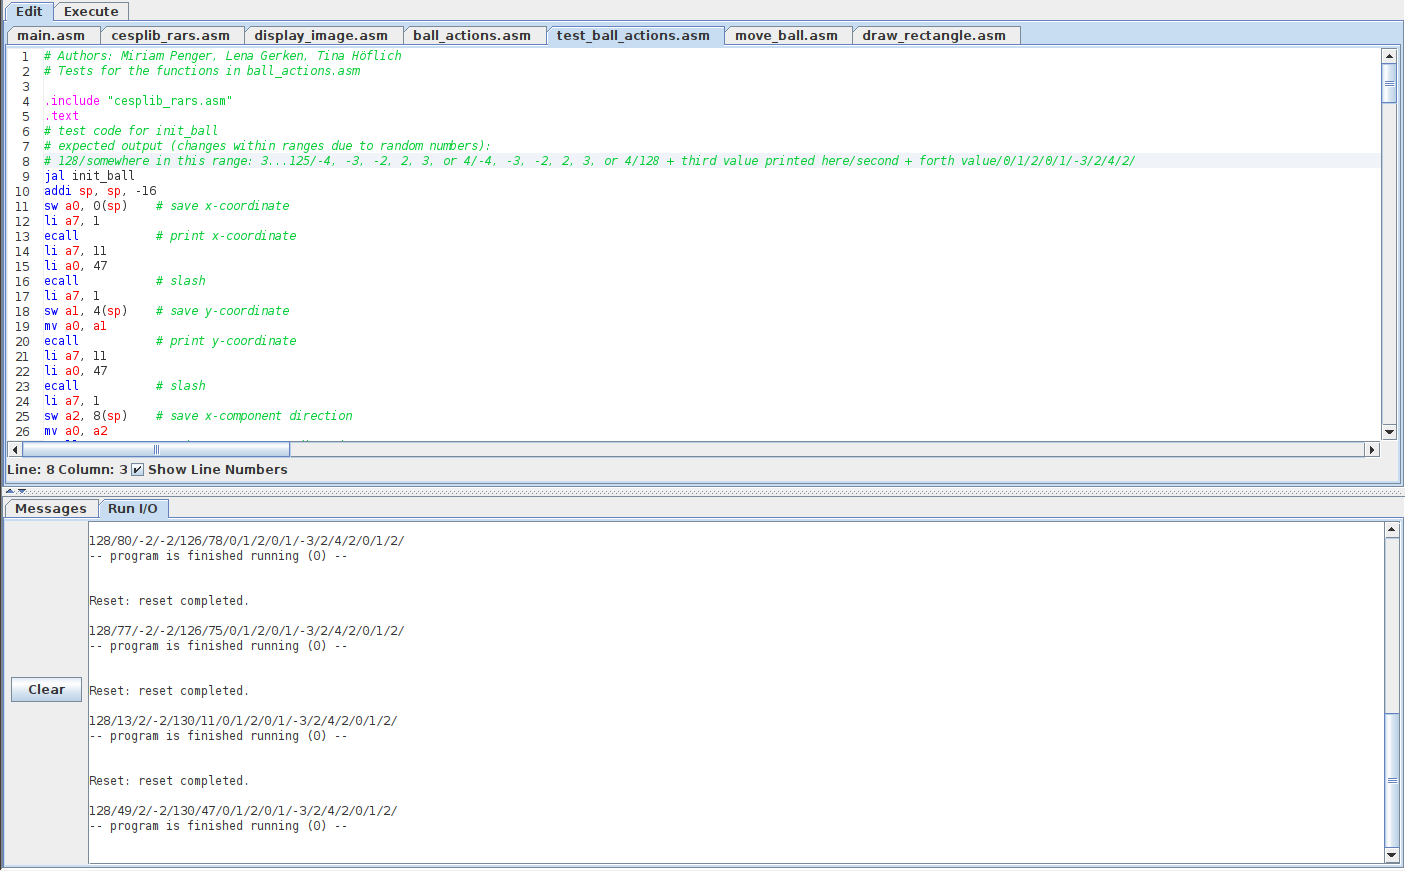 Edit Execute
main.asm cesplib_rars.asm display_image.asm ball_actions.asm test_ball_actions.asm move_ball.asm draw_rectangle.asm
1 # Authors: Miriam Penger, Lena Gerken, Tina Höflich
2 # Tests for the functions in ball_actions.asm
3
4 .include "cesplib_rars.asm"
5 .text
6 # test code for init_ball
7 # expected output (changes within ranges due to random numbers):
8 # 128/somewhere in this range: 3...125/-4, -3, -2, 2, 3, or 4/-4, -3, -2, 2, 3, or 4/128 + third value printed here/second + forth value/0/1/2/0/1/-3/2/4/2/
9 jal init_ball
10 addi sp, sp, -16
11 sw a0, 0(sp) # save x-coordinate
12 li a7, 1
13 ecall # print x-coordinate
14 li a7, 11
15 li a0, 47
16 ecall # slash
17 li a7, 1
18 sw a1, 4(sp) # save y-coordinate
19 mv a0, a1
20 ecall # print y-coordinate
21 li a7, 11
22 li a0, 47
23 ecall # slash
24 li a7, 1
25 sw a2, 8(sp) # save x-component direction
26 mv a0, a2
Line: 8 Column: 3 Show Line Numbers
Messages Run I/O
128/80/-2/-2/126/78/0/1/2/0/1/-3/2/4/2/0/1/2/
-- program is finished running (0) --
Reset: reset completed.
128/77/-2/-2/126/75/0/1/2/0/1/-3/2/4/2/0/1/2/
-- program is finished running (0) --
Clear
Reset: reset completed.
128/13/2/-2/130/11/0/1/2/0/1/-3/2/4/2/0/1/2/
-- program is finished running (0) --
Reset: reset completed.
128/49/2/-2/130/47/0/1/2/0/1/-3/2/4/2/0/1/2/
-- program is finished running (0) --